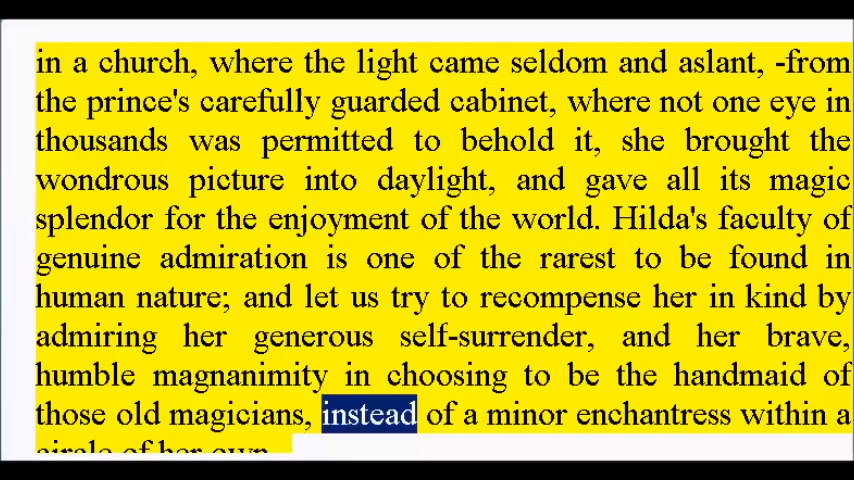 in a church, where the light came seldom and aslant, -from
the prince's carefully guarded cabinet, where not one eye in
thousands was permitted to behold it, she brought the
wondrous picture into daylight, and gave all its magic
splendor for the enjoyment of the world. Hilda's faculty of
genuine admiration is one of the rarest to be found in
human nature; and let us try to recompense her in kind by
admiring her generous self-surrender, and her brave,
humble magnanimity in choosing to be the handmaid of
those old magicians, instead of a minor enchantress within a
circle of her own.